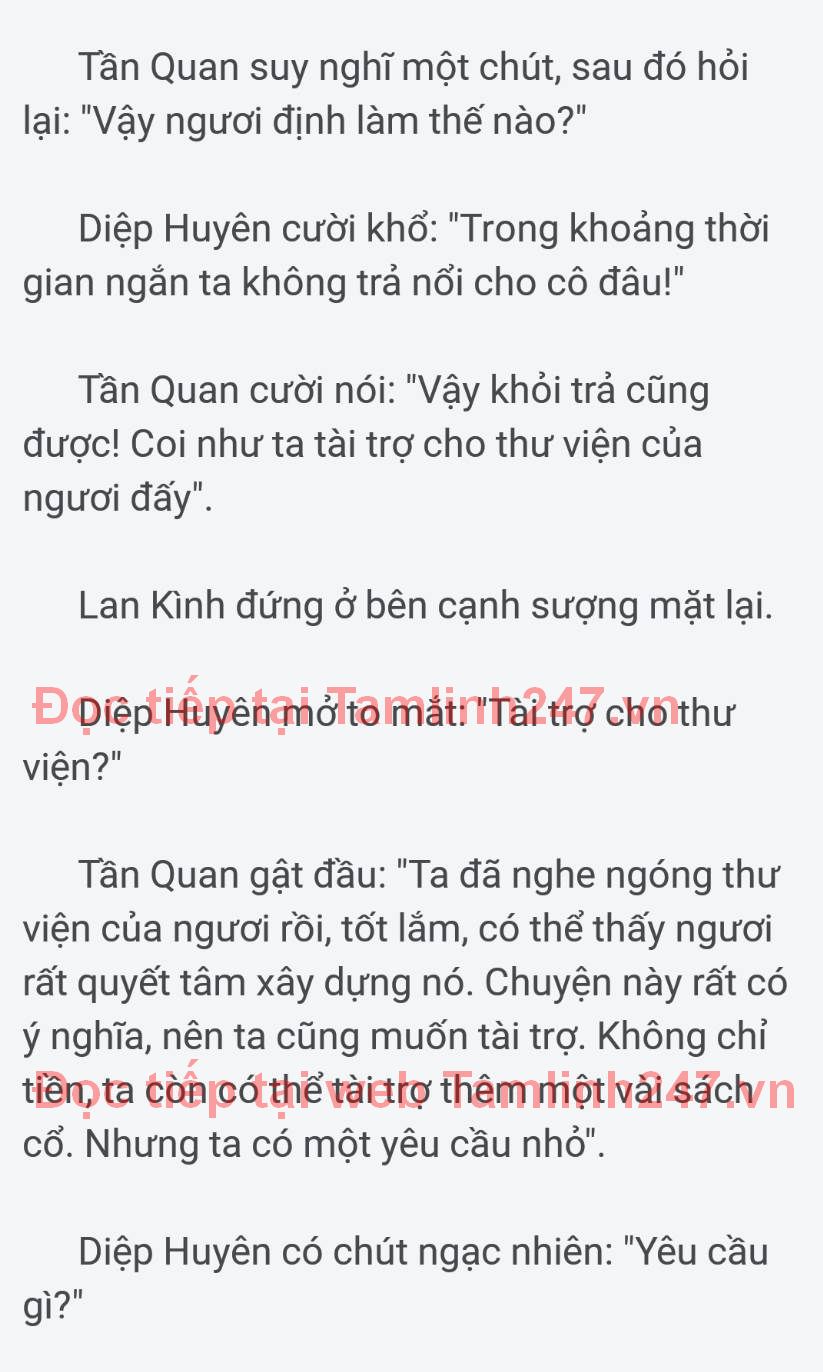 Tần Quan suy nghĩ một chút, sau đó hỏi
lại: "Vậy ngươi định làm thế nào?"
Diệp Huyên cười khổ: "Trong khoảng thời
gian ngắn ta không trả nổi cho cô đâu!"
Tần Quan cười nói: "Vậy khỏi trả cũng
được! Coi như ta tài trợ cho thư viện của
ngươi đấy".
Lan Kình đứng ở bên cạnh sượng mặt lại.
Đọc tiếp tại Tamlinh247.vn
Diệp Huyên mở to mắt: "Tài trợ cho thư
viện?"
Tần Quan gật đầu: "Ta đã nghe ngóng thư
viện của ngươi rồi, tốt lắm, có thể thấy ngươi
rất quyết tâm xây dựng nó. Chuyện này rất có
ý nghĩa, nên ta cũng muốn tài trợ. Không chỉ
tiền, ta còn có thể tài trợ thêm một vài sách
Đọc tiếp tại web Tamlinh247.vn
cổ. Nhưng ta có một yêu cầu nhỏ".
Diệp Huyên có chút ngạc nhiên: "Yêu cầu
gì?"